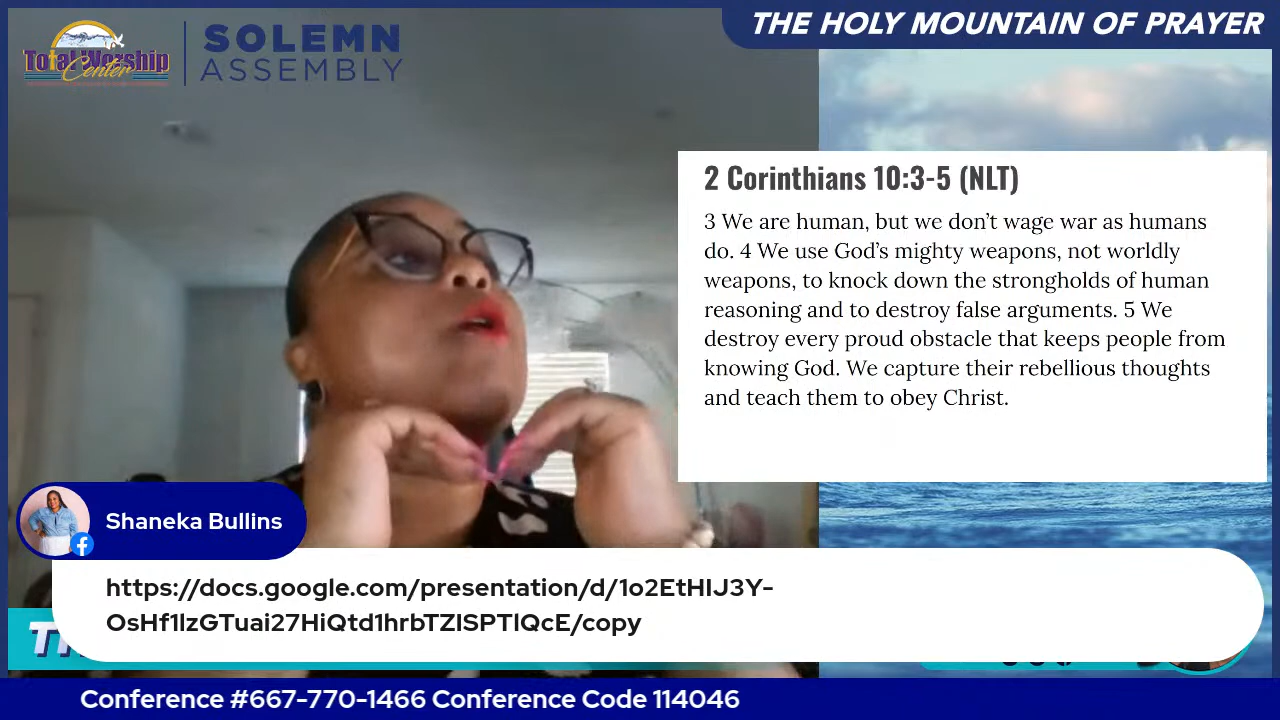 THE HOLY MOUNTAIN OF PRAYER
Total Worship
Center
SOLEMN
ASSEMBLY
2 Corinthians 10:3-5 (NLT)
3 We are human, but we don’t wage war as humans
do. 4 We use God’s mighty weapons, not worldly
weapons, to knock down the strongholds of human
reasoning and to destroy false arguments. 5 We
destroy every proud obstacle that keeps people from
knowing God. We capture their rebellious thoughts
and teach them to obey Christ.
Shaneka Bullins
https://docs.google.com/presentation/d/1o2EtHIJ3Y-
OsHf1lzGTuai27HiQtd1hrbTZISPTlQcE/copy
Conference #667-770-1466 Conference Code 114046